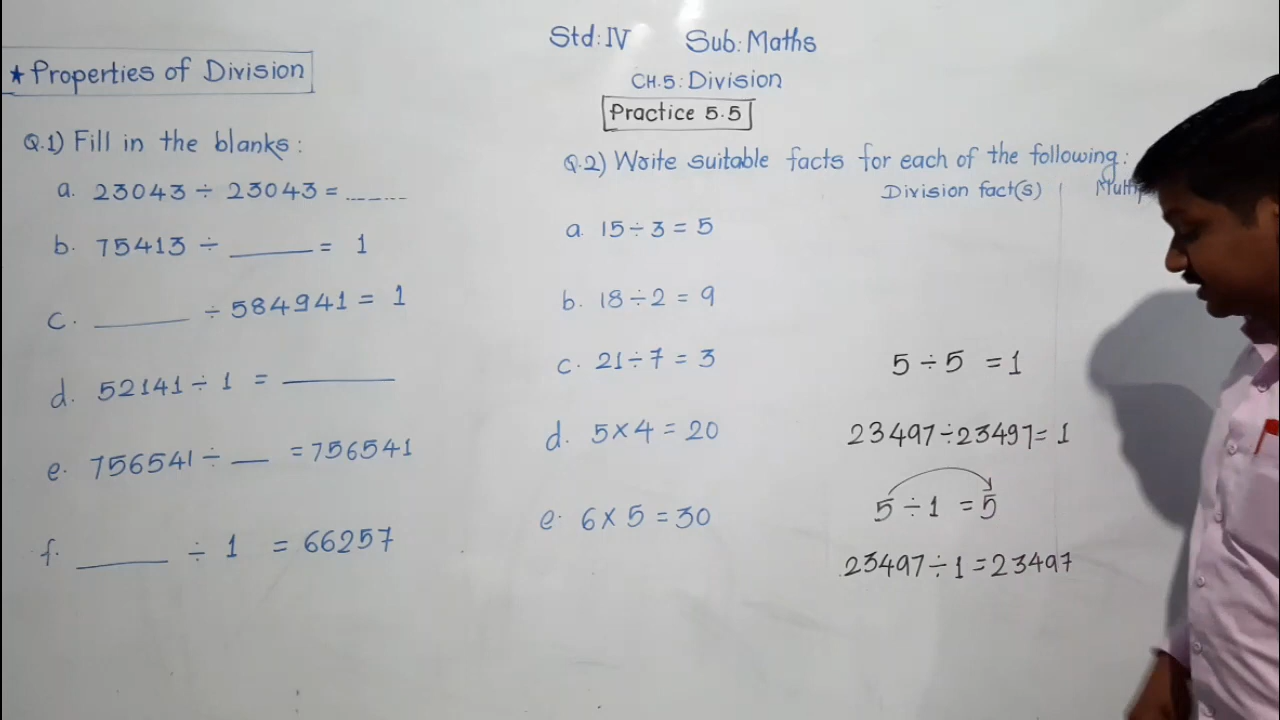 Std:IV Sub:Maths
CH.5: Division
Practice 5.5
★ Properties of Division
Q.1) Fill in the blanks:
a. 23043 ÷ 23043 = ______
b. 75413 ÷ ______ = 1
c. ______ ÷ 584941 = 1
d. 52141 ÷ 1 = ______
e. 756541 ÷ __ = 756541
f. ______ ÷ 1 = 66257
Q.2) Write suitable facts for each of the following:
Division fact(s)
a. 15 ÷ 3 = 5
b. 18 ÷ 2 = 9
c. 21 ÷ 7 = 3
d. 5 × 4 = 20
e. 6 × 5 = 30
5 ÷ 5 = 1
23497 ÷ 23497 = 1
5 ÷ 1 = 5
23497 ÷ 1 = 23497